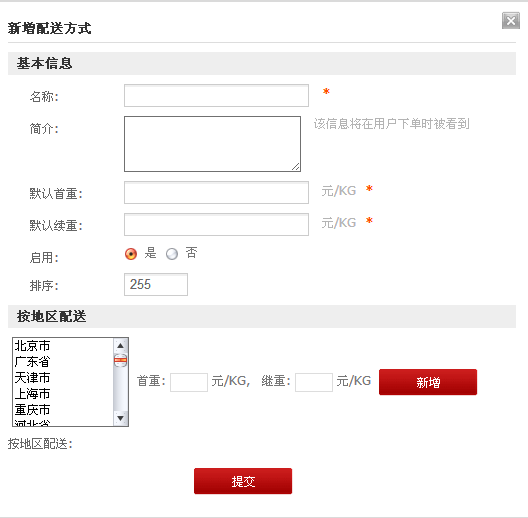 新增配送方式
基本信息
名称： *
简介： 该信息将在用户下单时被看到
默认首重： 元/KG *
默认续重： 元/KG *
启用： 是 否
排序： 255
按地区配送
北京市
广东省
天津市
上海市
重庆市
河北省
首重： 元/KG， 继重： 元/KG 新增
按地区配送：
提交